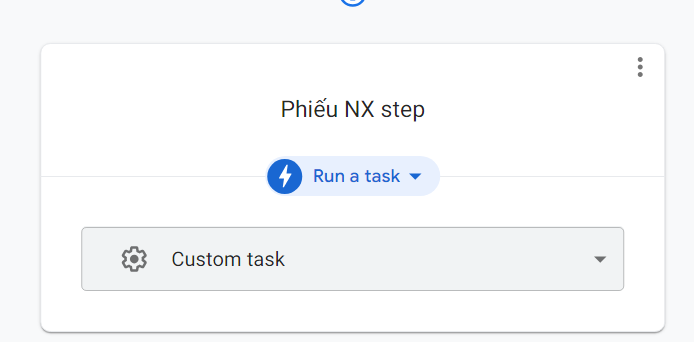 Phiếu NX step
Run a task
Custom task